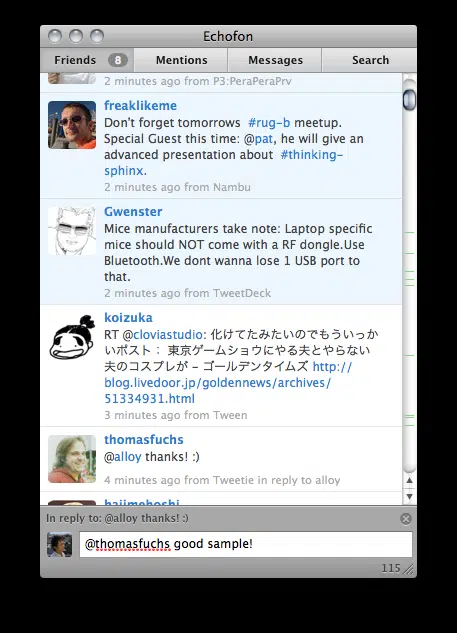 Echofon
Friends 8 Mentions Messages Search
2 minutes ago from P3:PeraPeraPrv
freaklikeme
Don't forget tomorrows #rug-b meetup.
Special Guest this time: @pat, he will give an
advanced presentation about #thinking-
sphinx.
2 minutes ago from Nambu
Gwenster
Mice manufacturers take note: Laptop specific
mice should NOT come with a RF dongle.Use
Bluetooth.We dont wanna lose 1 USB port to
that.
2 minutes ago from TweetDeck
koizuka
RT @cloviastudio: 化けてたみたいのでもういっか
いポスト： 東京ゲームショウにやる夫とやらない
夫のコスプレが – ゴールデンタイムズ http://
blog.livedoor.jp/goldennews/archives/
51334931.html
3 minutes ago from Tween
thomasfuchs
@alloy thanks! :)
4 minutes ago from Tweetie in reply to alloy
hajimehoshi
In reply to: @alloy thanks! :)
@thomasfuchs good sample!
115